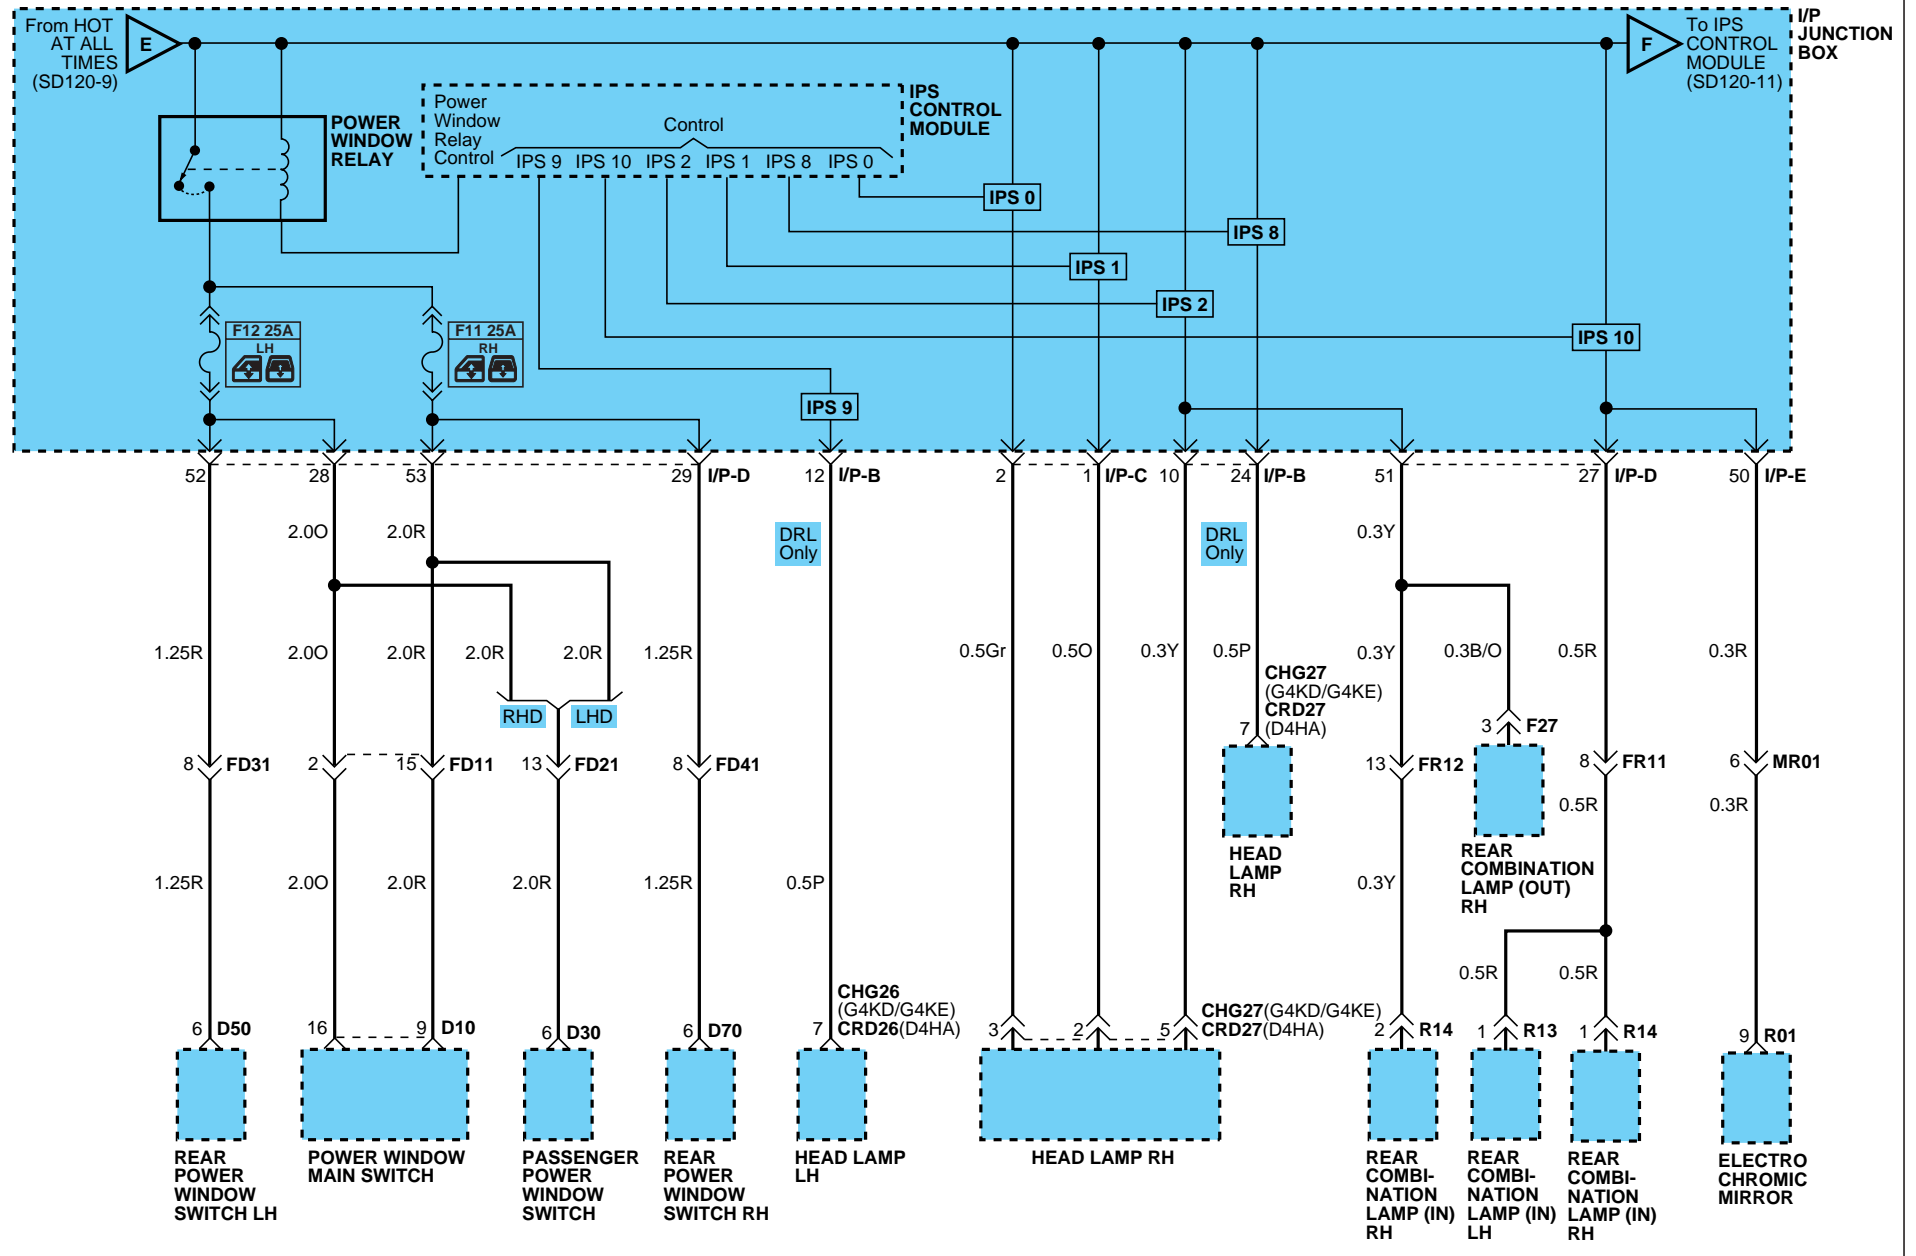 From HOT
AT ALL
TIMES
(SD120-9)
E
F
To IPS
CONTROL
MODULE
(SD120-11)
I/P
JUNCTION
BOX
POWER
WINDOW
RELAY
Power
Window
Relay
Control
Control
IPS 9 IPS 10 IPS 2 IPS 1 IPS 8 IPS 0
IPS
CONTROL
MODULE
IPS 0
IPS 8
IPS 1
IPS 2
IPS 10
IPS 9
F12 25A
LH
F11 25A
RH
52 28 53 29 I/P-D 12 I/P-B 2 1 I/P-C 10 24 I/P-B 51 27 I/P-D 50 I/P-E
2.0O 2.0R
DRL
Only
DRL
Only
0.3Y
1.25R 2.0O 2.0R 2.0R 2.0R 1.25R 0.5Gr 0.5O 0.3Y 0.5P 0.3Y 0.3B/O 0.5R 0.3R
CHG27
(G4KD/G4KE)
CRD27
(D4HA)
7
RHD LHD
3 F27
8 FD31 2 15 FD11 13 FD21 8 FD41 13 FR12 8 FR11 6 MR01
0.5R 0.3R
HEAD
LAMP
RH
REAR
COMBINATION
LAMP (OUT)
RH
1.25R 2.0O 2.0R 2.0R 1.25R 0.5P 0.3Y
0.5R 0.5R
CHG26
(G4KD/G4KE)
CRD26(D4HA)
CHG27(G4KD/G4KE)
CRD27(D4HA)
6 D50 16 9 D10 6 D30 6 D70 7 3 2 5 2 R14 1 R13 1 R14 9 R01
REAR
POWER
WINDOW
SWITCH LH
POWER WINDOW
MAIN SWITCH
PASSENGER
POWER
WINDOW
SWITCH
REAR
POWER
WINDOW
SWITCH RH
HEAD LAMP
LH
HEAD LAMP RH
REAR
COMBI-
NATION
LAMP (IN)
RH
REAR
COMBI-
NATION
LAMP (IN)
LH
REAR
COMBI-
NATION
LAMP (IN)
RH
ELECTRO
CHROMIC
MIRROR